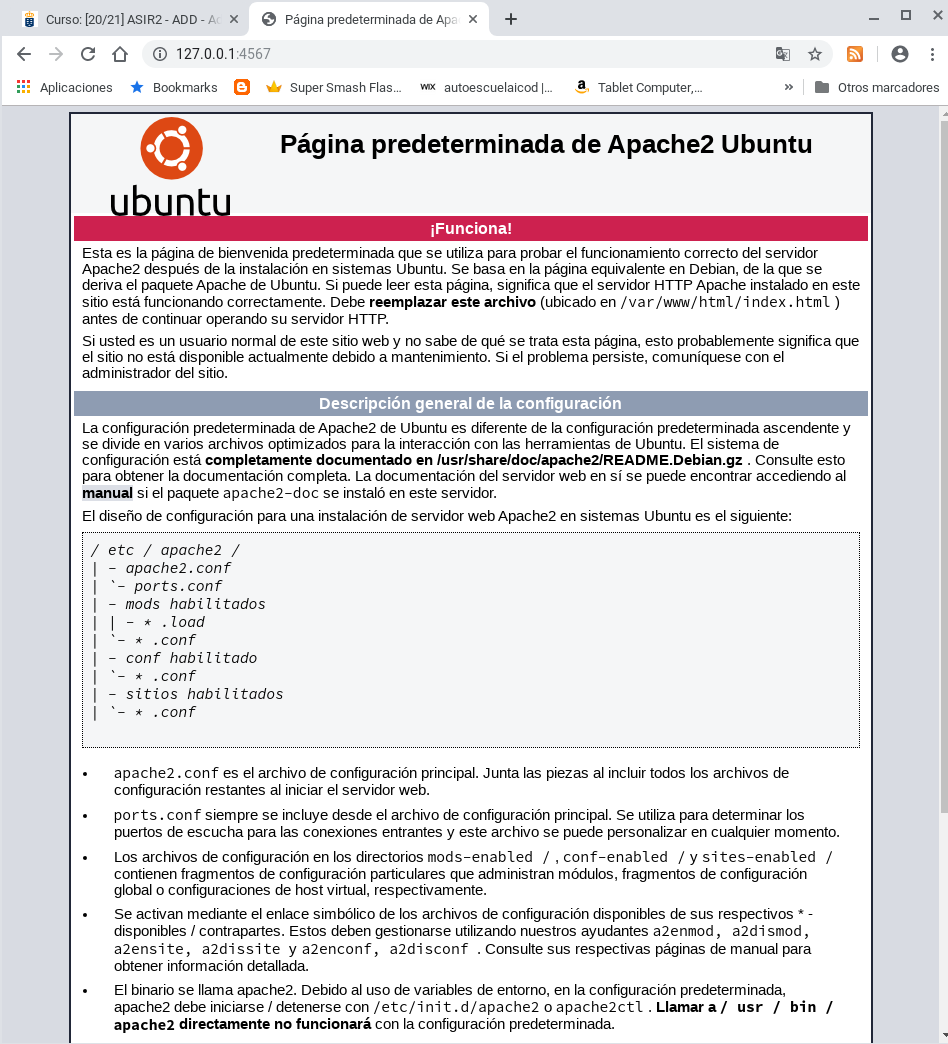 Curso: [20/21] ASIR2 - ADD - Ad
Página predeterminada de Apa
127.0.0.1:4567
Aplicaciones
Bookmarks
Super Smash Flas...
WIX autoescuelaicod |...
Tablet Computer,...
»
Otros marcadores
ubuntu
Página predeterminada de Apache2 Ubuntu
¡Funciona!
Esta es la página de bienvenida predeterminada que se utiliza para probar el funcionamiento correcto del servidor
Apache2 después de la instalación en sistemas Ubuntu. Se basa en la página equivalente en Debian, de la que se
deriva el paquete Apache de Ubuntu. Si puede leer esta página, significa que el servidor HTTP Apache instalado en este
sitio está funcionando correctamente. Debe reemplazar este archivo (ubicado en /var/www/html/index.html )
antes de continuar operando su servidor HTTP.
Si usted es un usuario normal de este sitio web y no sabe de qué se trata esta página, esto probablemente significa que
el sitio no está disponible actualmente debido a mantenimiento. Si el problema persiste, comuníquese con el
administrador del sitio.
Descripción general de la configuración
La configuración predeterminada de Apache2 de Ubuntu es diferente de la configuración predeterminada ascendente y
se divide en varios archivos optimizados para la interacción con las herramientas de Ubuntu. El sistema de
configuración está completamente documentado en /usr/share/doc/apache2/README.Debian.gz . Consulte esto
para obtener la documentación completa. La documentación del servidor web en sí se puede encontrar accediendo al
manual si el paquete apache2-doc se instaló en este servidor.
El diseño de configuración para una instalación de servidor web Apache2 en sistemas Ubuntu es el siguiente:
/ etc / apache2 /
| - apache2.conf
| `- ports.conf
| - mods habilitados
| | - * .load
| `- * .conf
| - conf habilitado
| `- * .conf
| - sitios habilitados
| `- * .conf
• apache2.conf es el archivo de configuración principal. Junta las piezas al incluir todos los archivos de
configuración restantes al iniciar el servidor web.
• ports.conf siempre se incluye desde el archivo de configuración principal. Se utiliza para determinar los
puertos de escucha para las conexiones entrantes y este archivo se puede personalizar en cualquier momento.
• Los archivos de configuración en los directorios mods-enabled / , conf-enabled / y sites-enabled /
contienen fragmentos de configuración particulares que administran módulos, fragmentos de configuración
global o configuraciones de host virtual, respectivamente.
• Se activan mediante el enlace simbólico de los archivos de configuración disponibles de sus respectivos * -
disponibles / contrapartes. Estos deben gestionarse utilizando nuestros ayudantes a2enmod, a2dismod,
a2ensite, a2dissite y a2enconf, a2disconf . Consulte sus respectivas páginas de manual para
obtener información detallada.
• El binario se llama apache2. Debido al uso de variables de entorno, en la configuración predeterminada,
apache2 debe iniciarse / detenerse con /etc/init.d/apache2 o apache2ctl . Llamar a / usr / bin /
apache2 directamente no funcionará con la configuración predeterminada.